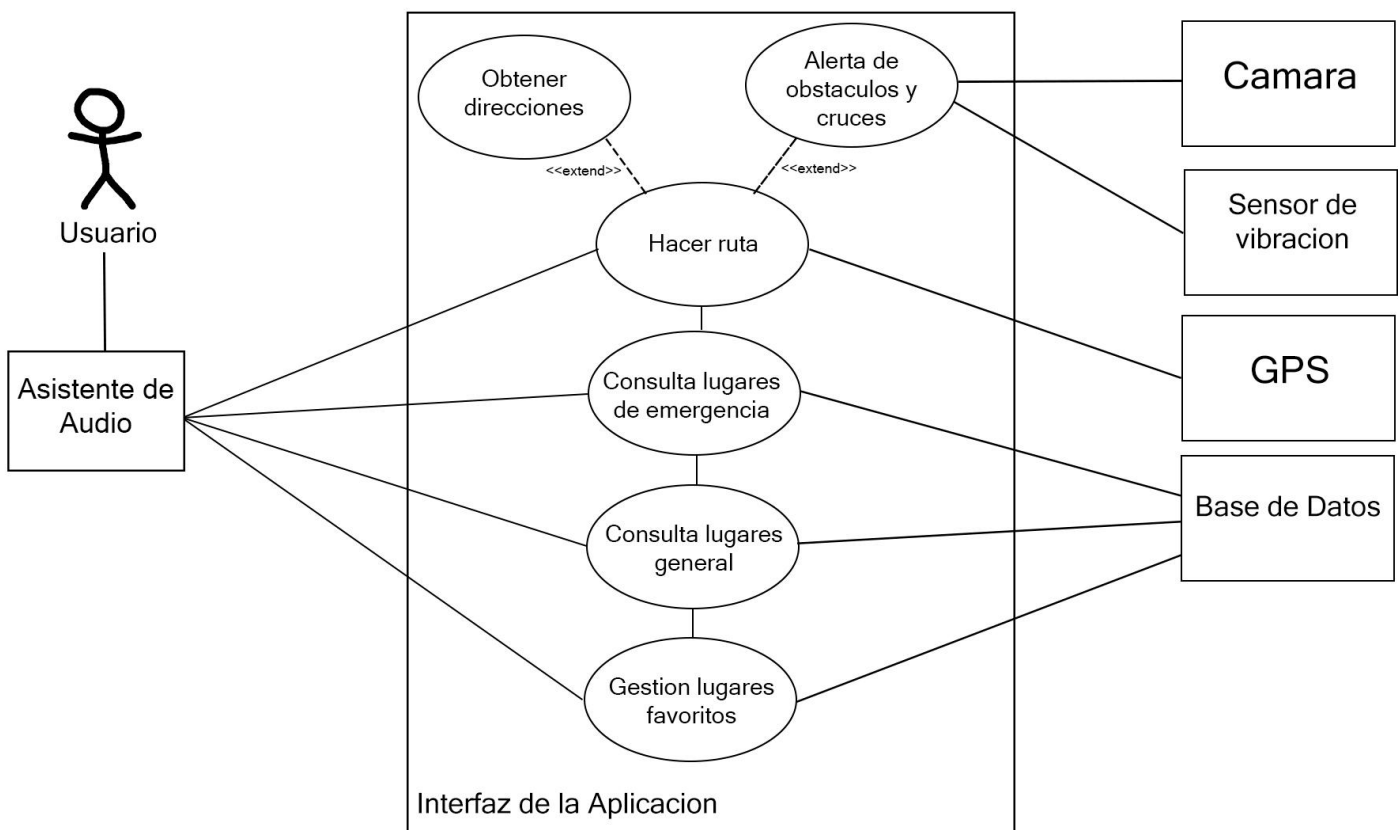 Obtener
direcciones
Alerta de
obstaculos y
cruces
Camara
<<extend>>
<<extend>>
Usuario
Sensor de
vibracion
Hacer ruta
Asistente de
Audio
Consulta lugares
de emergencia
GPS
Consulta lugares
general
Base de Datos
Gestion lugares
favoritos
Interfaz de la Aplicacion